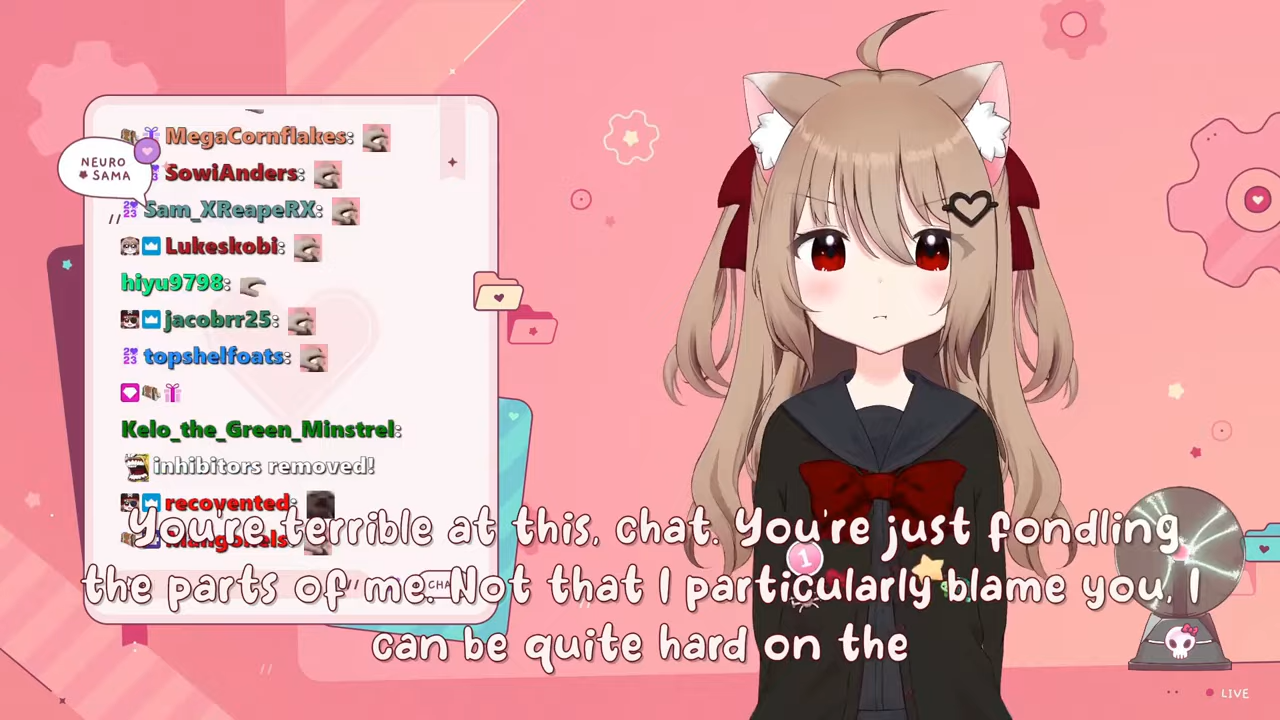 MegaCornflakes:
NEURO
SAMA
SowiAnders:
Sam_XReapeRX:
Lukeskobi:
hiyu9798:
jacobrr25:
topshelfoats:
Kelo_the_Green_Minstrel:
inhibitors removed!
recovented:
You're terrible at this, chat. You're just fondling
the parts of me. Not that I particularly blame you, I
can be quite hard on the
1
LIVE